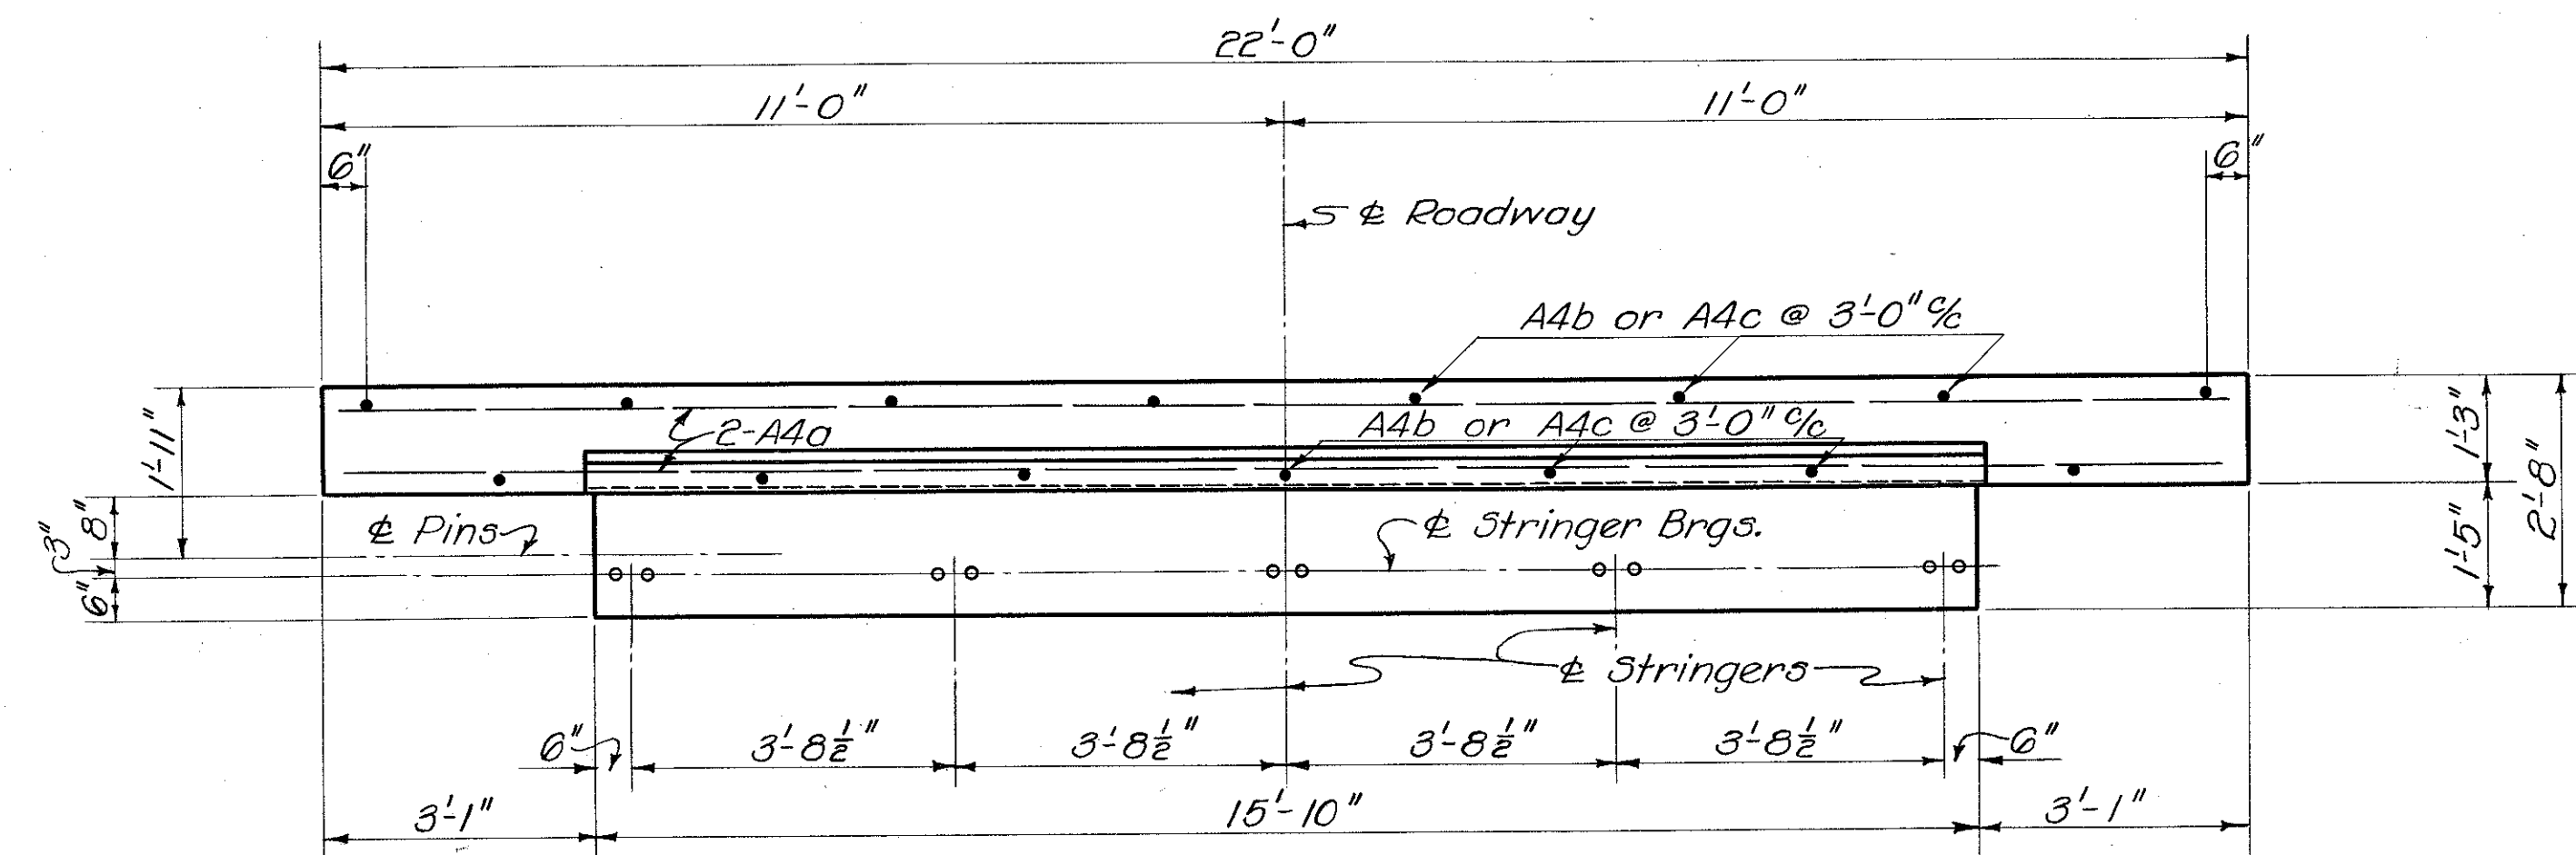 22'-0"
11'-0" 11'-0"
6" 6"
℄ Roadway
A4b or A4c @ 3'-0" c/c
2-A4a
A4b or A4c @ 3'-0" c/c
1'-11"
1'-3"
2'-8"
8"
℄ Pins
℄ Stringer Brgs.
3"
1'-5"
6"
℄ Stringers
6" 3'-8½" 3'-8½" 3'-8½" 3'-8½" 6"
3'-1" 15'-10" 3'-1"